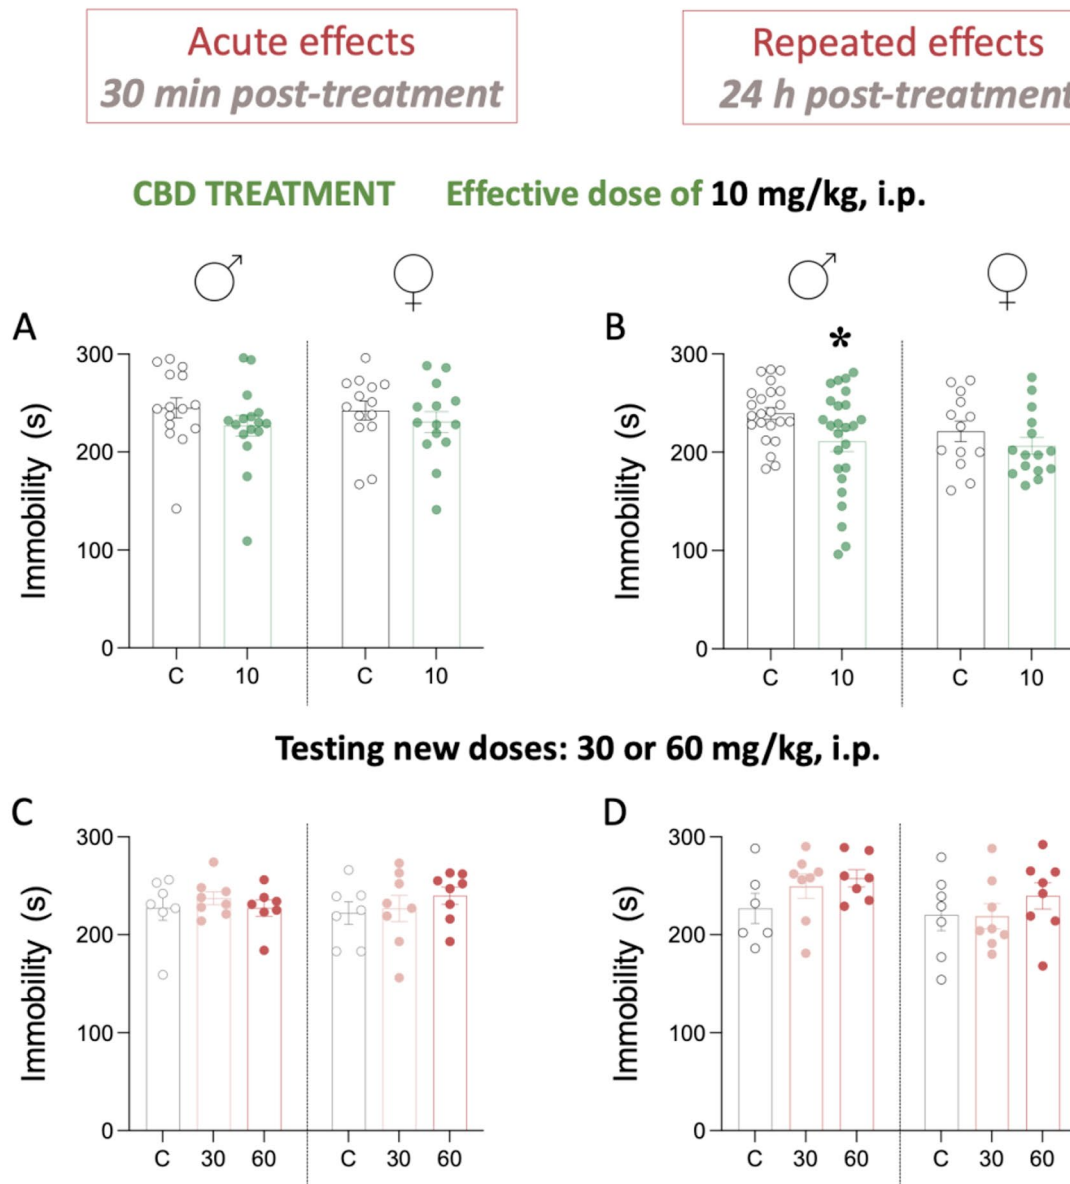 Acute effects
30 min post-treatment
Repeated effects
24 h post-treatment
CBD TREATMENT Effective dose of 10 mg/kg, i.p.
♂ ♀ ♂ ♀
A
300
200
100
0
Immobility (s)
C 10 C 10
B
*
300
200
100
0
Immobility (s)
C 10 C 10
Testing new doses: 30 or 60 mg/kg, i.p.
C
300
200
100
0
Immobility (s)
C 30 60 C 30 60
D
300
200
100
0
Immobility (s)
C 30 60 C 30 60